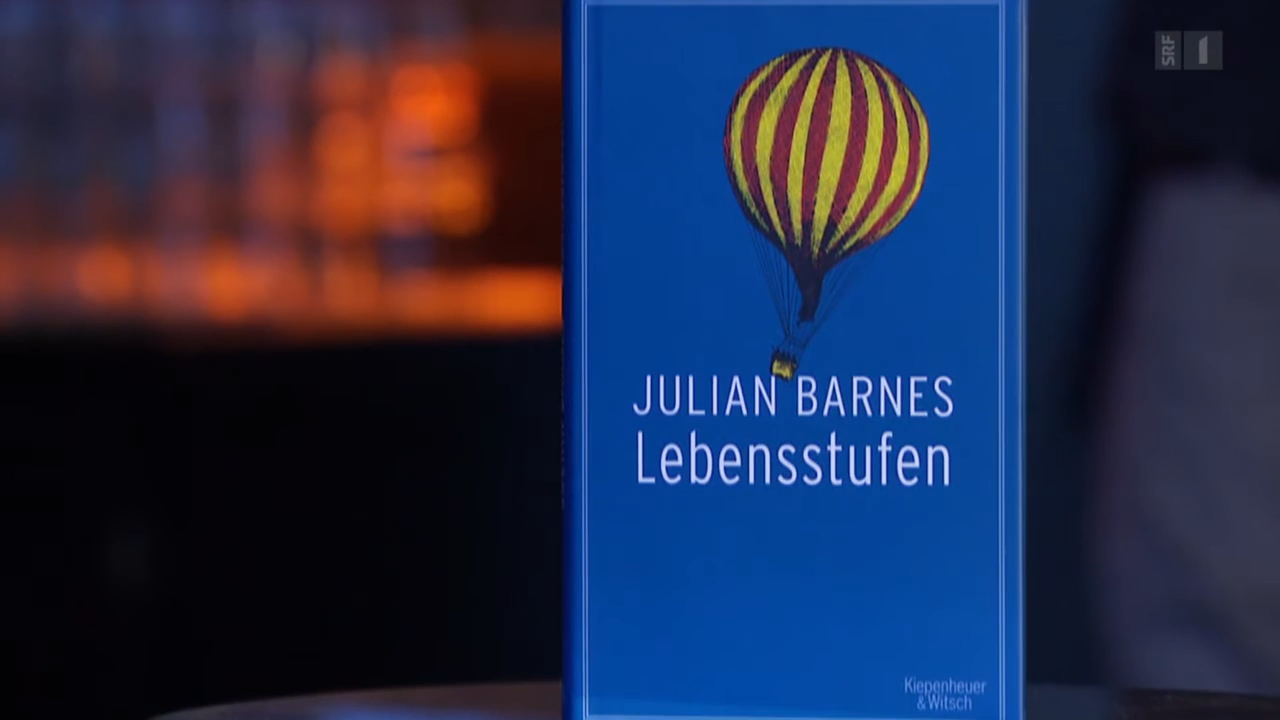 SRF 1
JULIAN BARNES
Lebensstufen
Kiepenheuer
&Witsch